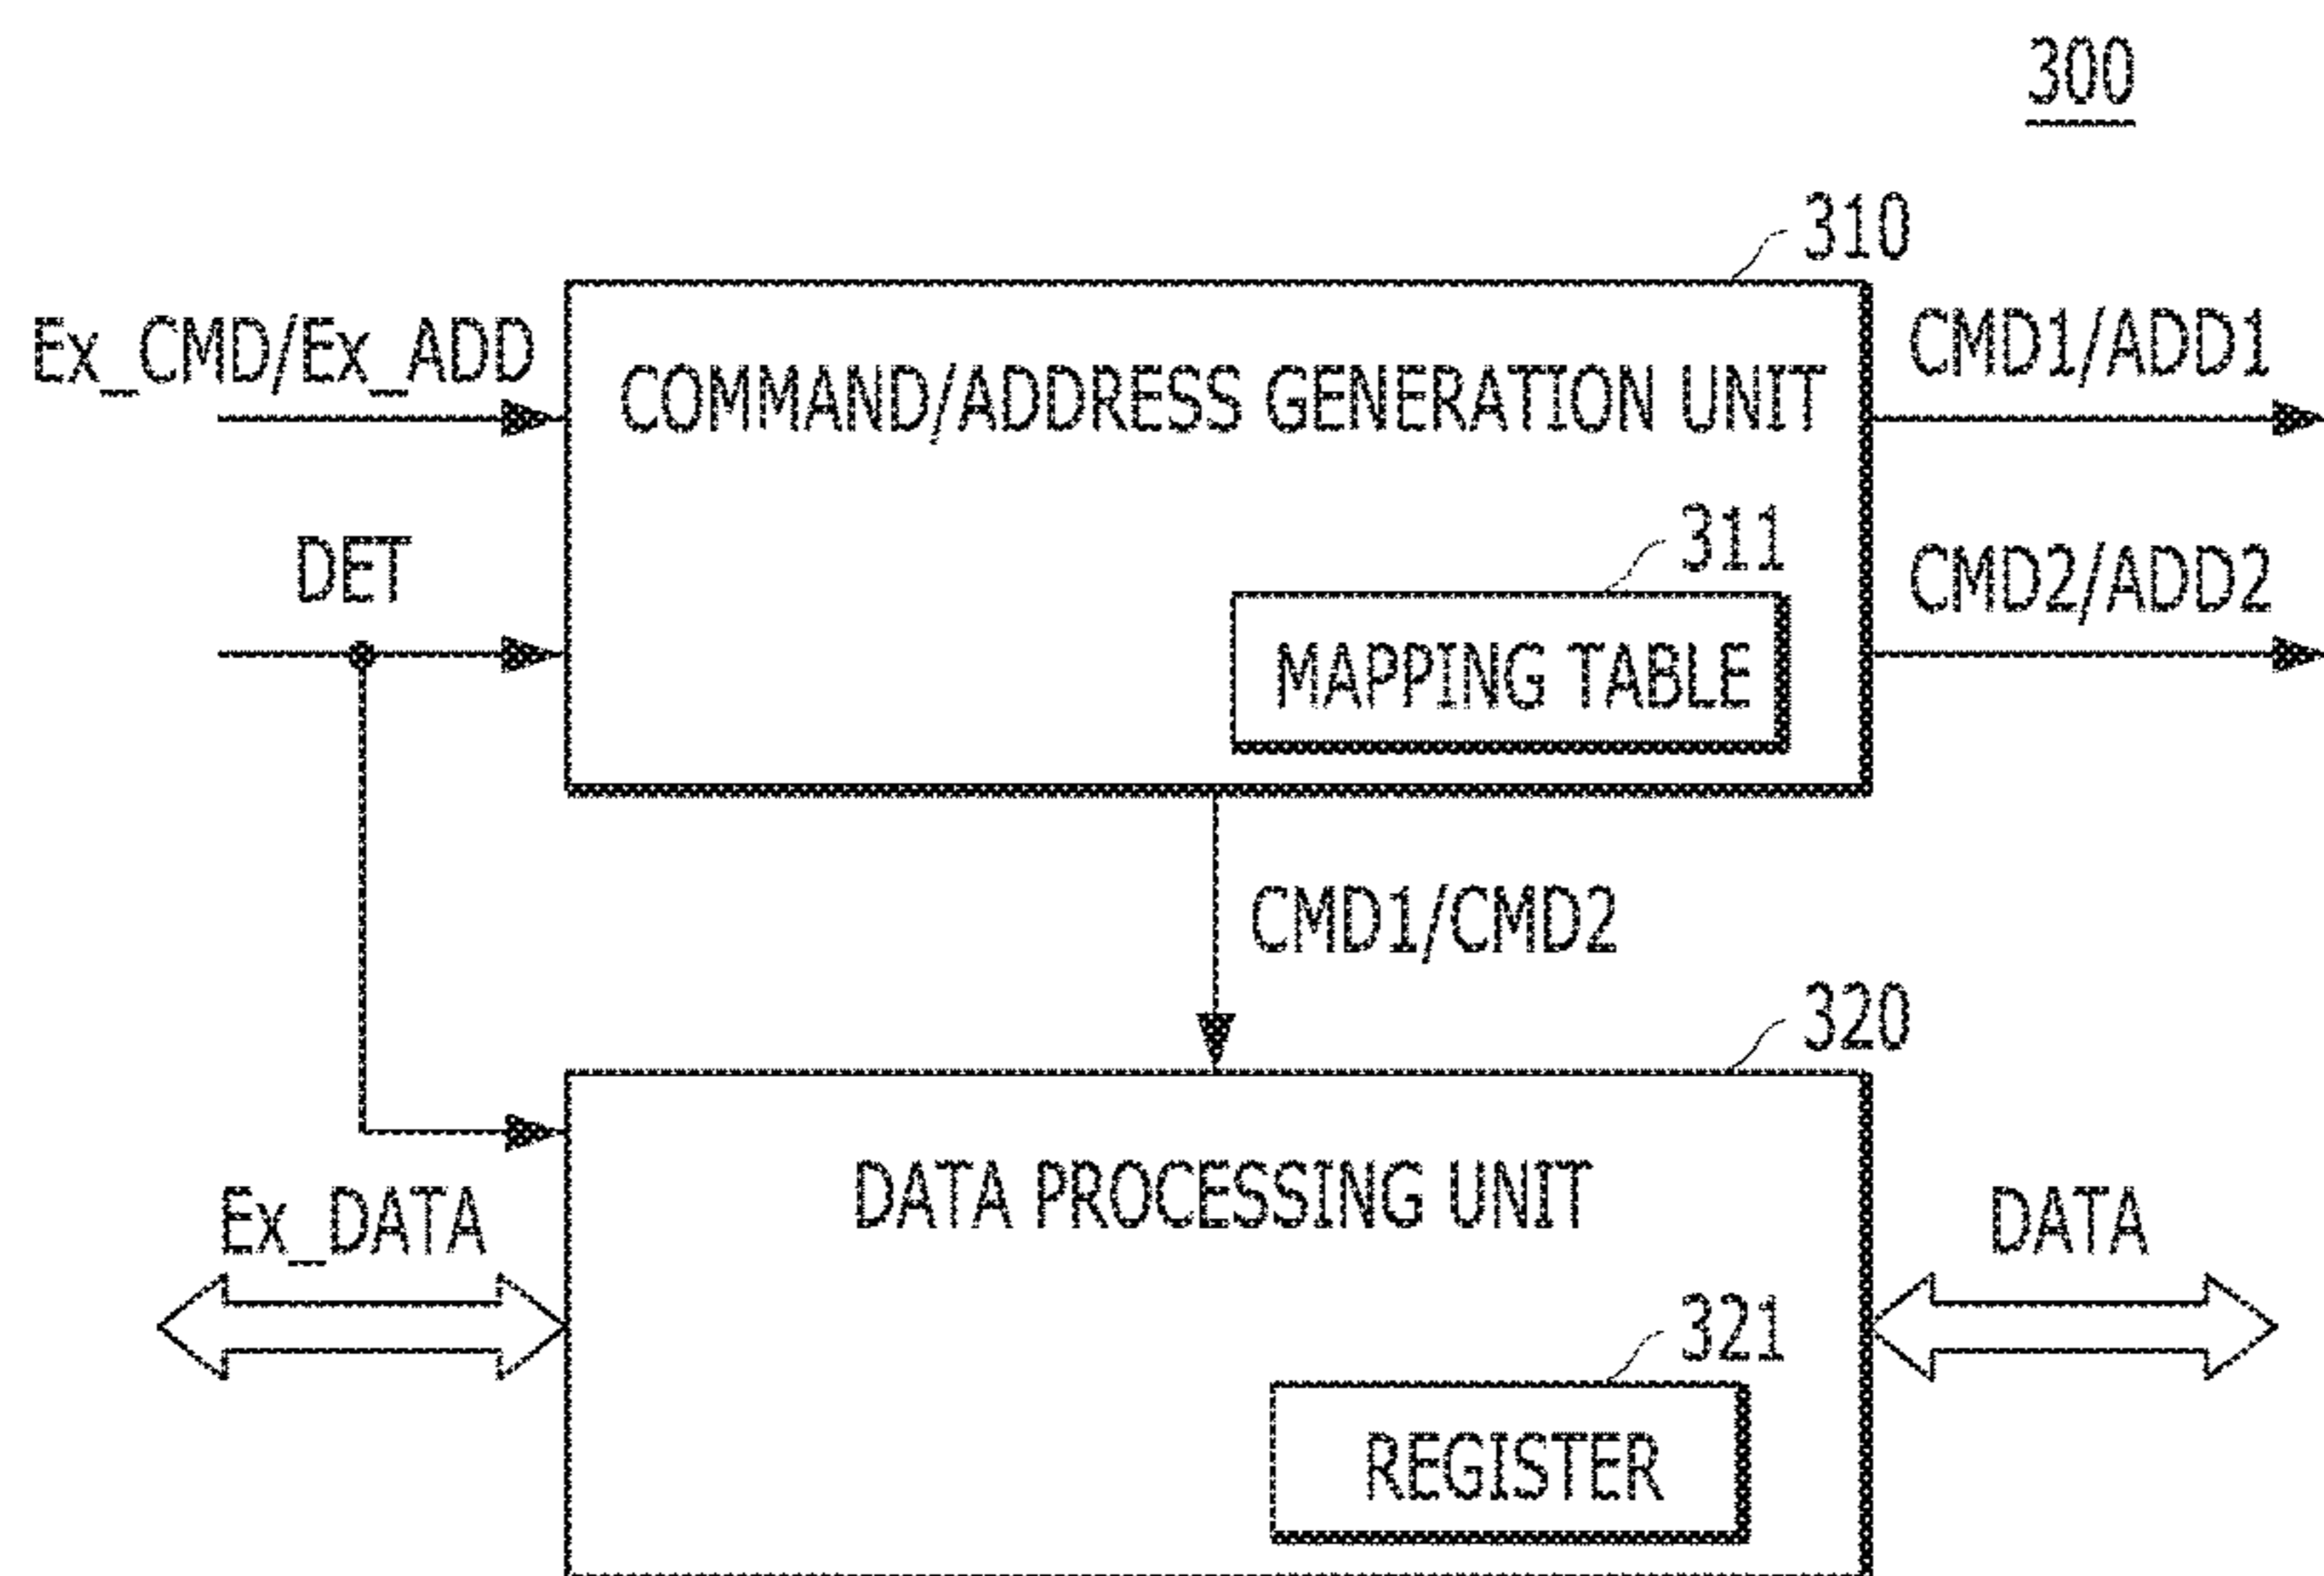 300
310
Ex_CMD/Ex_ADD
COMMAND/ADDRESS GENERATION UNIT
CMD1/ADD1
DET
311
MAPPING TABLE
CMD2/ADD2
CMD1/CMD2
320
DATA PROCESSING UNIT
Ex_DATA
DATA
321
REGISTER